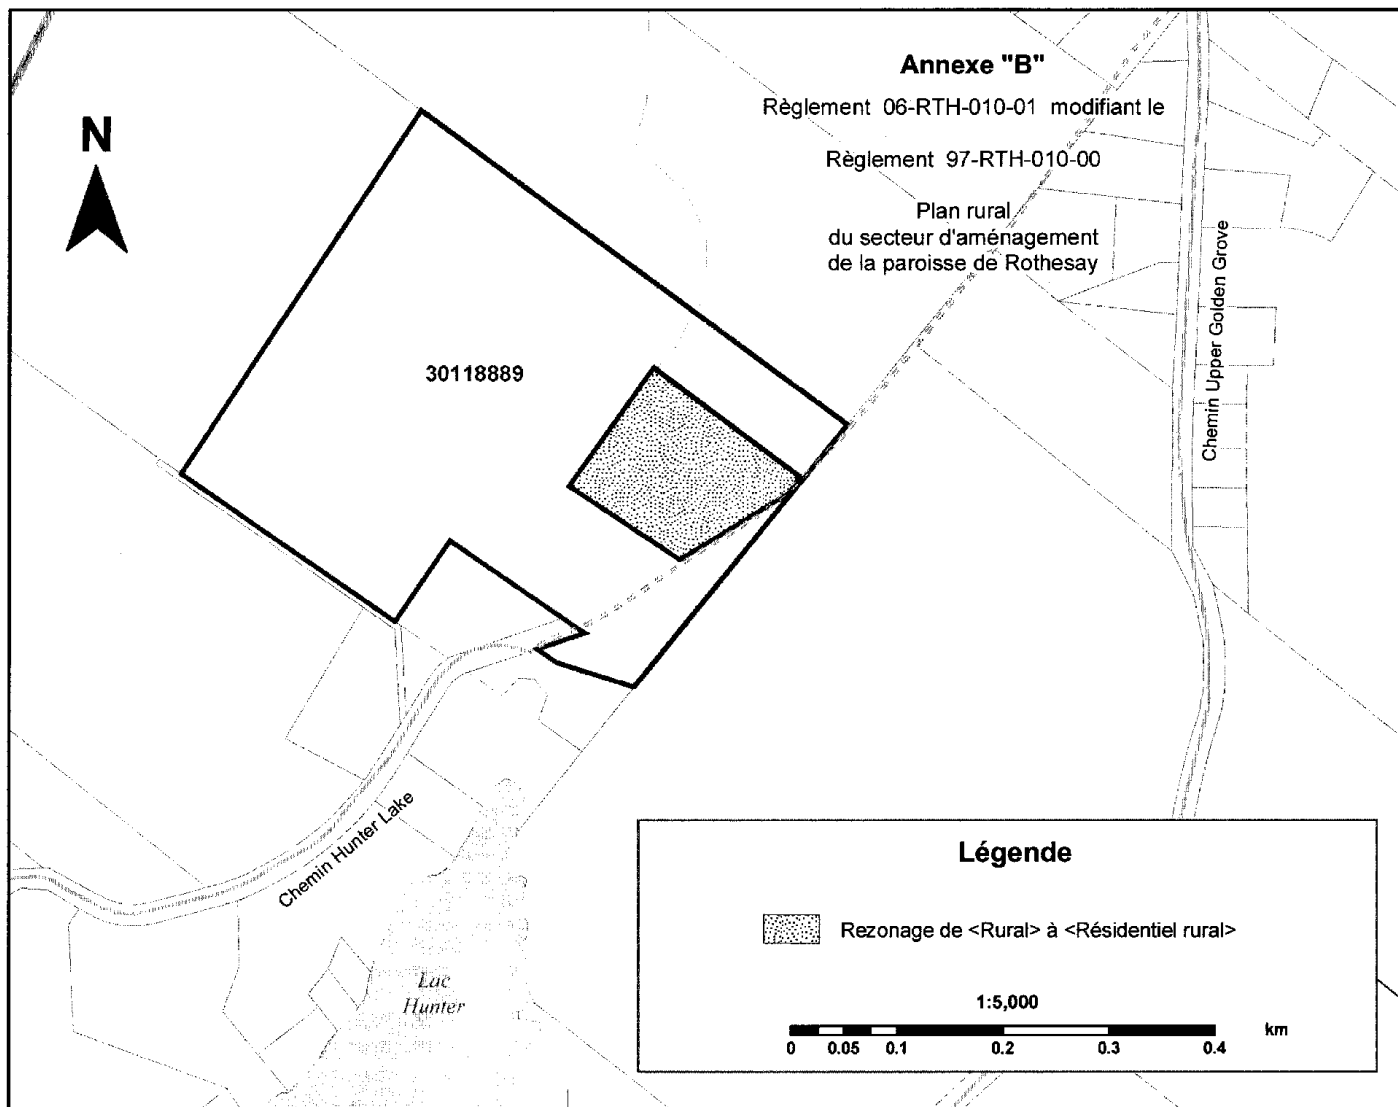 Annexe "B"
Règlement 06-RTH-010-01 modifiant le
Règlement 97-RTH-010-00
Plan rural
du secteur d'aménagement
de la paroisse de Rothesay
N
30118889
Chemin Upper Golden Grove
Chemin Hunter Lake
Lac
Hunter
Légende
Rezonage de <Rural> à <Résidentiel rural>
1:5,000
km
0 0.05 0.1 0.2 0.3 0.4